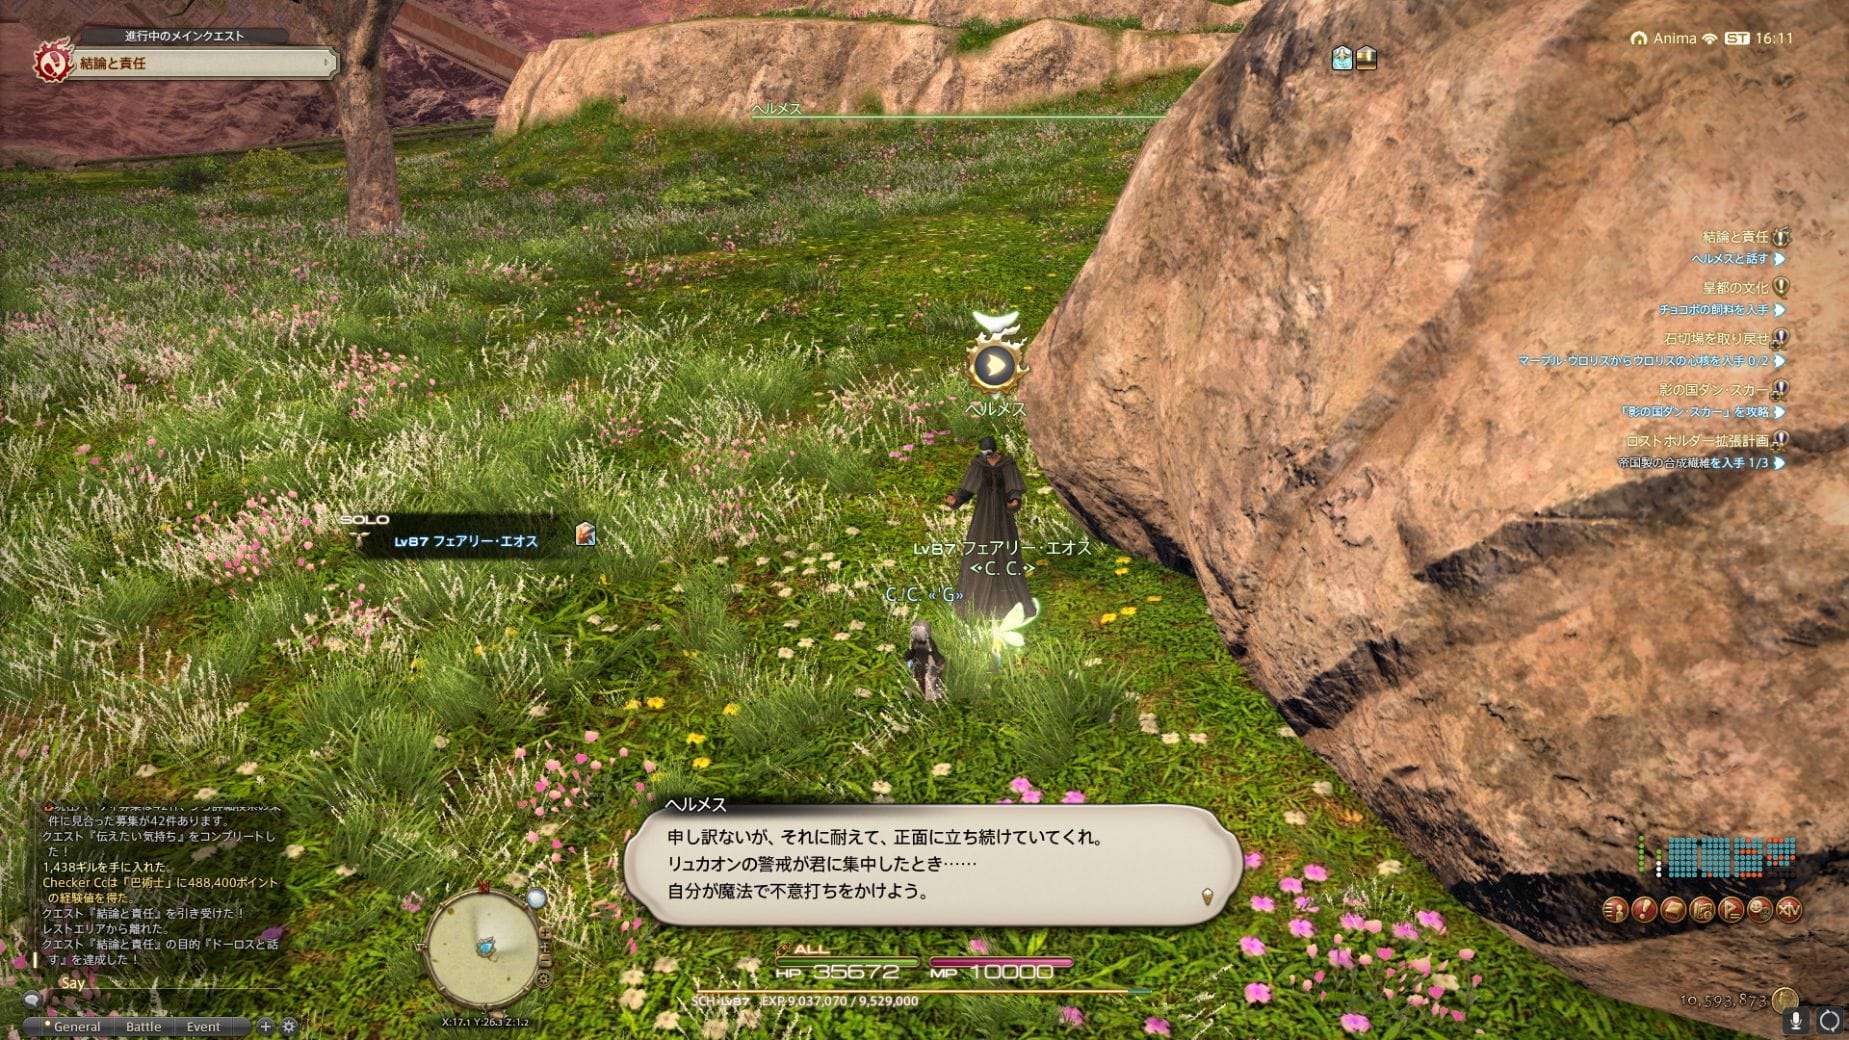 進行中のメインクエスト
結論と責任
Anima ST 16:11
ヘルメス
結論と責任
ヘルメスと話す
皇都の文化
チョコボの飼料を入手
石切場を取り戻せ
マーブル・ウロリスからウロリスの心核を入手 0/2
影の国ダン・スカー
『影の国ダン・スカー』を攻略
ロストホルダー拡張計画
帝国製の合成繊維を入手 1/3
ヘルメス
SOLO
Lv87 フェアリー・エオス
Lv87 フェアリー・エオス
<C. C.>
C. C. «'G»
ヘルメス
申し訳ないが、それに耐えて、正面に立ち続けていてくれ。
リュカオンの警戒が君に集中したとき……
自分が魔法で不意打ちをかけよう。
件に見合った募集が42件あります。
クエスト『伝えたい気持ち』をコンプリートし
た！
1,438ギルを手に入れた。
Checker Ccは「巴術士」に488,400ポイント
の経験値を得た。
クエスト『結論と責任』を引き受けた！
レストエリアから離れた。
クエスト『結論と責任』の目的『ドーロスと話
す』を達成した！
Say
General Battle Event
X:17.1 Y:26.3 Z:1.2
ALL
HP 35672 MP 10000
SCH Lv87 EXP 9,037,070 / 9,529,000
10,593,873